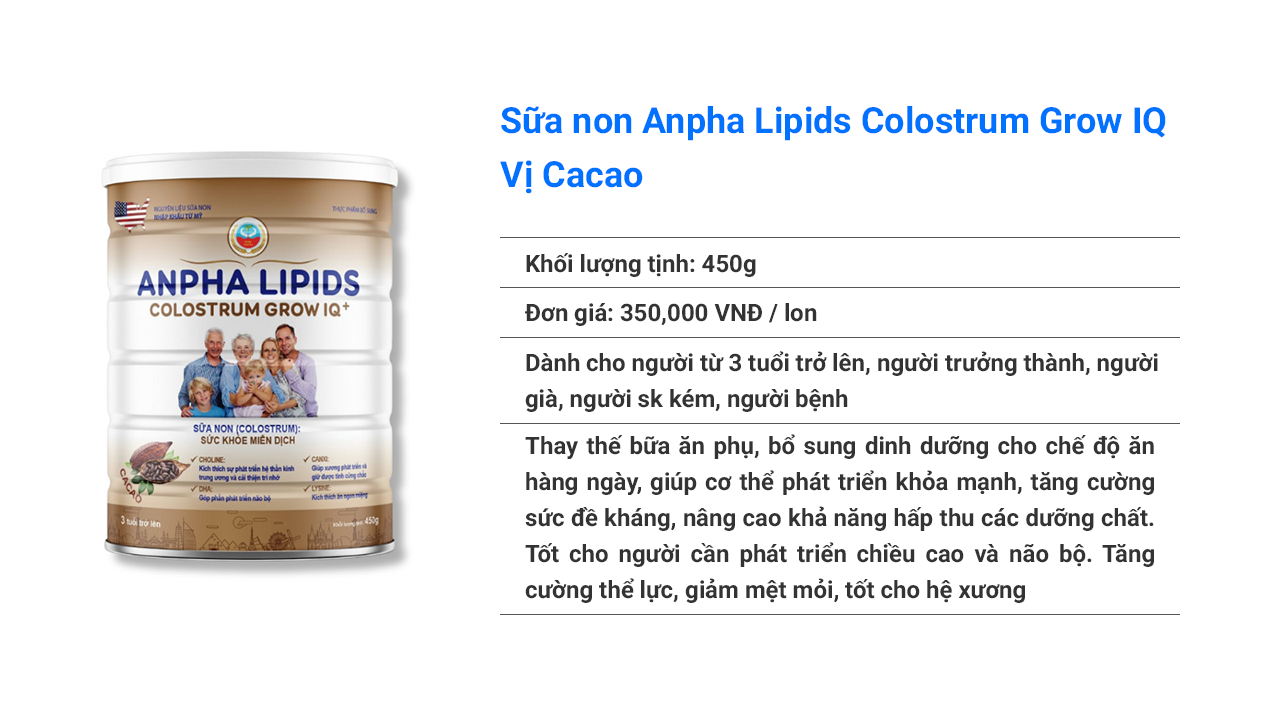 Sữa non Anpha Lipids Colostrum Grow IQ
Vị Cacao
Khối lượng tịnh: 450g
Đơn giá: 350,000 VNĐ / lon
Dành cho người từ 3 tuổi trở lên, người trưởng thành, người
già, người sk kém, người bệnh
Thay thế bữa ăn phụ, bổ sung dinh dưỡng cho chế độ ăn
hàng ngày, giúp cơ thể phát triển khỏa mạnh, tăng cường
sức đề kháng, nâng cao khả năng hấp thu các dưỡng chất.
Tốt cho người cần phát triển chiều cao và não bộ. Tăng
cường thể lực, giảm mệt mỏi, tốt cho hệ xương
NGUYÊN LIỆU SỮA NON
NHẬP KHẨU TỪ MỸ
THỰC PHẨM BỔ SUNG
ANPHA LIPIDS
COLOSTRUM GROW IQ+
SỮA NON (COLOSTRUM):
SỨC KHỎE MIỄN DỊCH
CHOLINE:
Kích thích sự phát triển hệ thần kinh
trung ương và cải thiện trí nhớ
DHA:
Góp phần phát triển não bộ
CANXI:
Giúp xương phát triển và
giữ được tính cứng chắc
LYSINE:
Kích thích ăn ngon miệng
CACAO
3 tuổi trở lên
Khối lượng tịnh: 450g